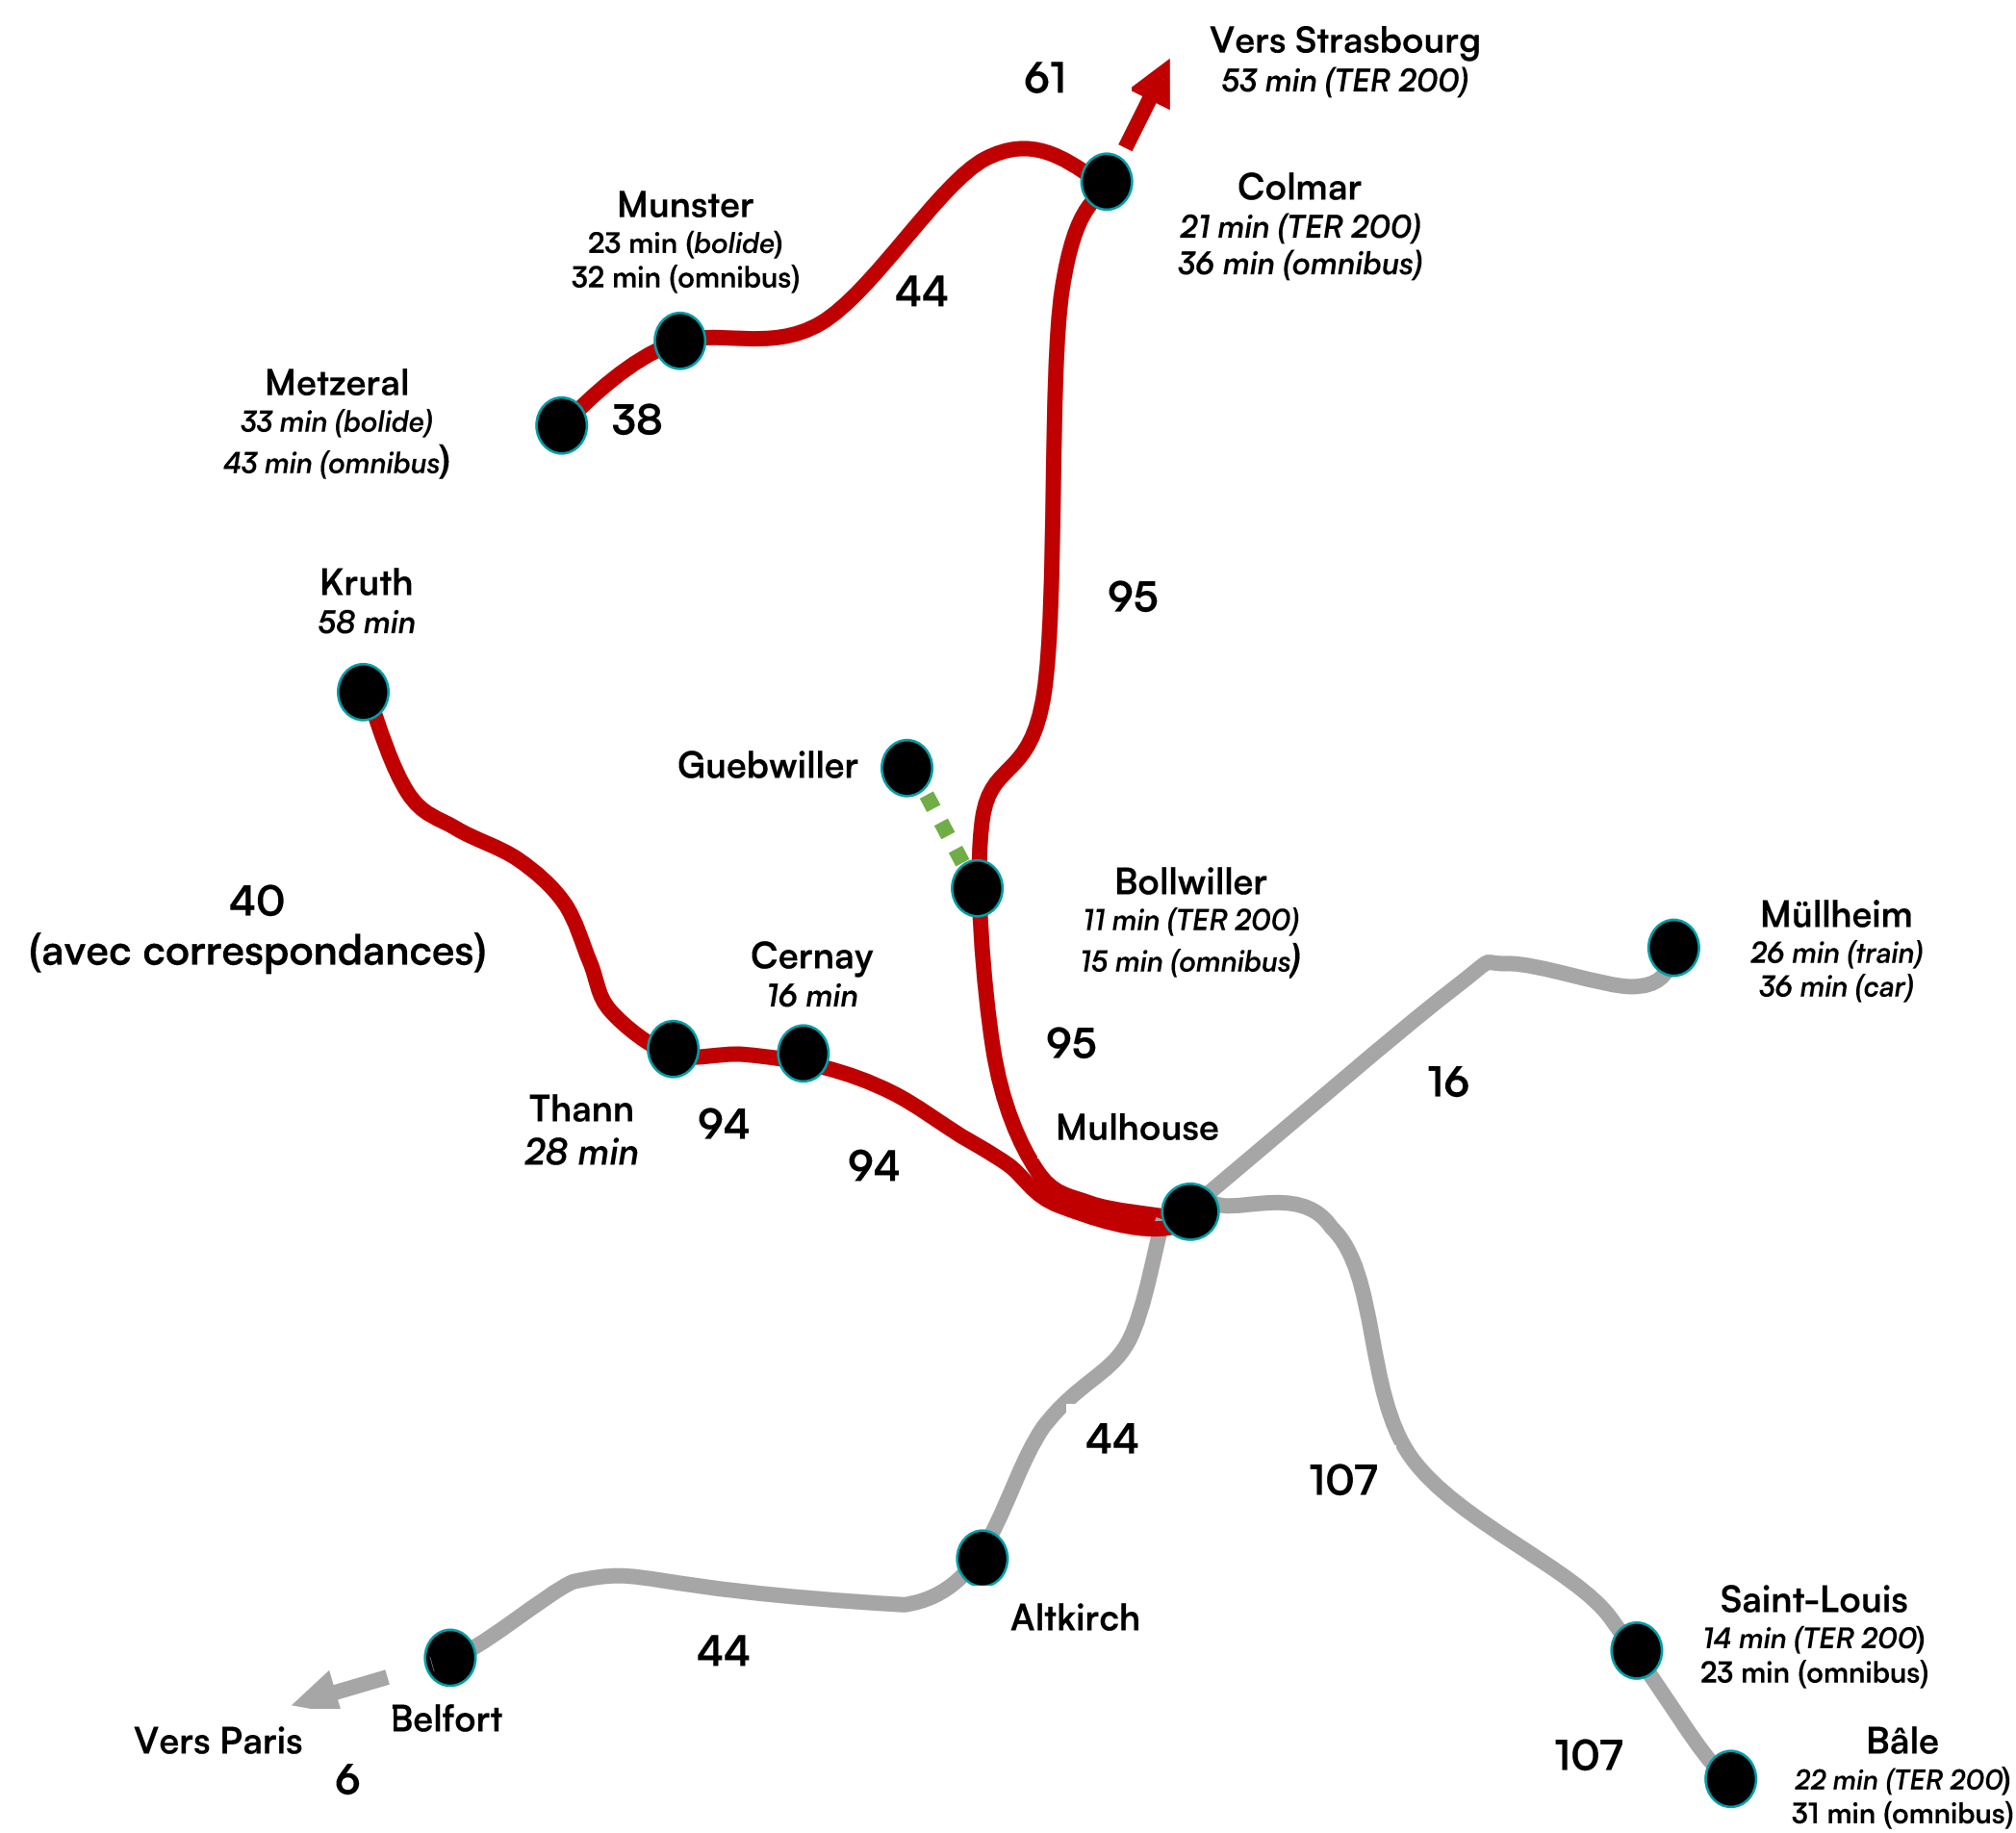 Vers Strasbourg
53 min (TER 200)
61
Colmar
21 min (TER 200)
36 min (omnibus)
Munster
23 min (bolide)
32 min (omnibus)
44
Metzeral
33 min (bolide)
43 min (omnibus)
38
Kruth
58 min
95
Guebwiller
40
(avec correspondances)
Bollwiller
11 min (TER 200)
15 min (omnibus)
Müllheim
26 min (train)
36 min (car)
Cernay
16 min
95
16
Thann
28 min
94
94
Mulhouse
44
107
Altkirch
44
Saint-Louis
14 min (TER 200)
23 min (omnibus)
Belfort
Vers Paris
6
107
Bâle
22 min (TER 200)
31 min (omnibus)